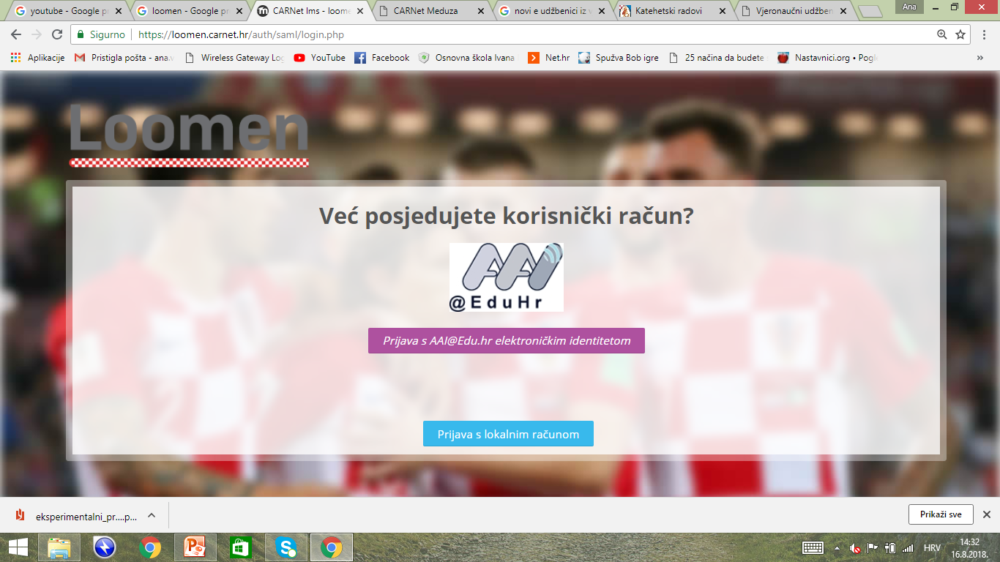 youtube - Google pr
loomen - Google pr
CARNet lms - loome
CARNet Meduza
novi e udžbenici iz v
Katehetski radovi
Vjeronaučni udžben
Ana
Sigurno
https://loomen.carnet.hr/auth/saml/login.php
Aplikacije
Pristigla pošta - ana.v
Wireless Gateway Lo
YouTube
Facebook
Osnovna škola Ivana
Net.hr
Spužva Bob igre
25 načina da budete
Nastavnici.org • Pogle
»
Loomen
Već posjedujete korisnički račun?
AAI
@EduHr
Prijava s AAI@Edu.hr elektroničkim identitetom
Prijava s lokalnim računom
eksperimentalni_pr....p...
Prikaži sve
HRV
14:32
16.8.2018.